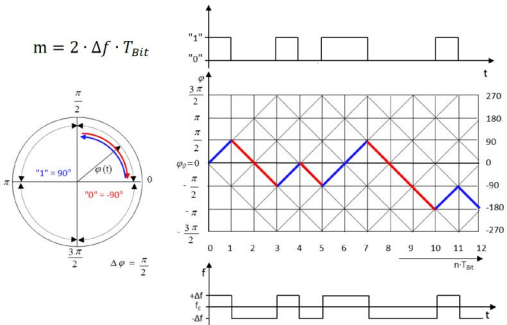 m = 2 · Δf · T_Bit
π/2
π
0
3π/2
"1" = 90°
φ(t)
"0" = -90°
Δφ = π/2
"1"
"0"
t
φ
3π/2
π
π/2
φ₀=0
- π/2
- π
- 3π/2
270
180
90
0
-90
-180
-270
0 1 2 3 4 5 6 7 8 9 10 11 12
n·T_Bit
f
+Δf
f_c
-Δf
t